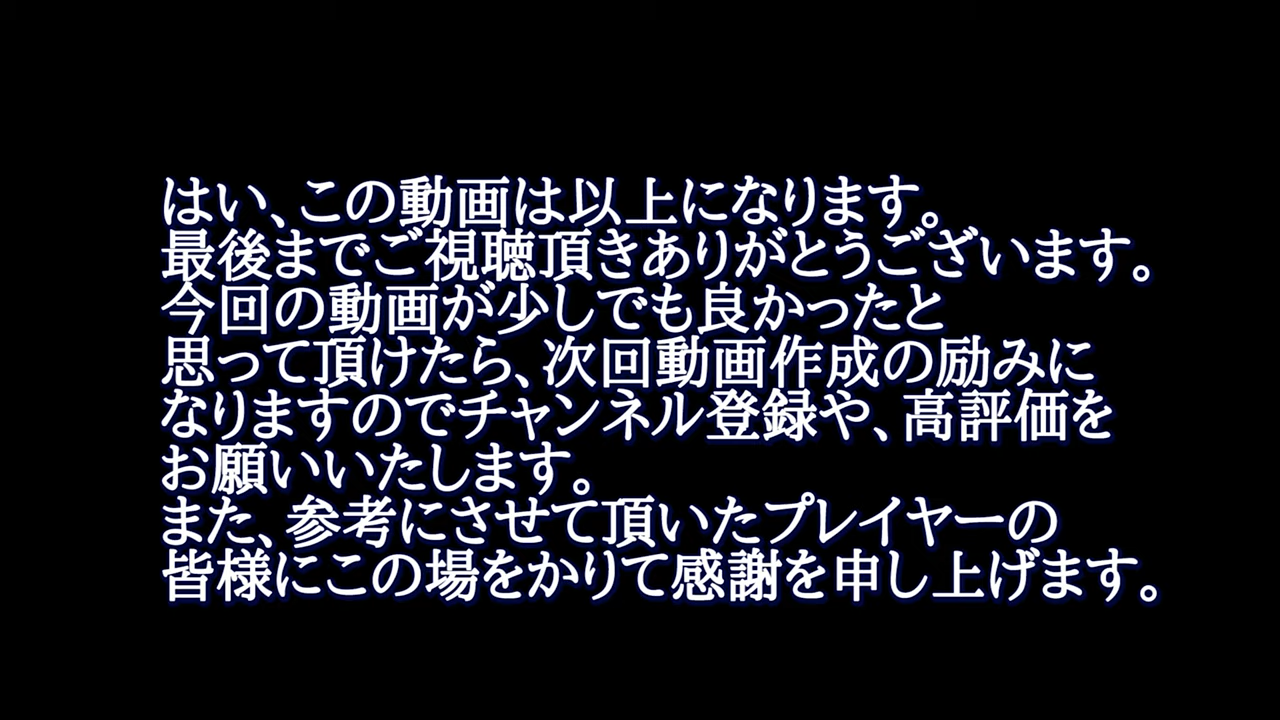 はい、この動画は以上になります。
最後までご視聴頂きありがとうございます。
今回の動画が少しでも良かったと
思って頂けたら、次回動画作成の励みに
なりますのでチャンネル登録や、高評価を
お願いいたします。
また、参考にさせて頂いたプレイヤーの
皆様にこの場をかりて感謝を申し上げます。